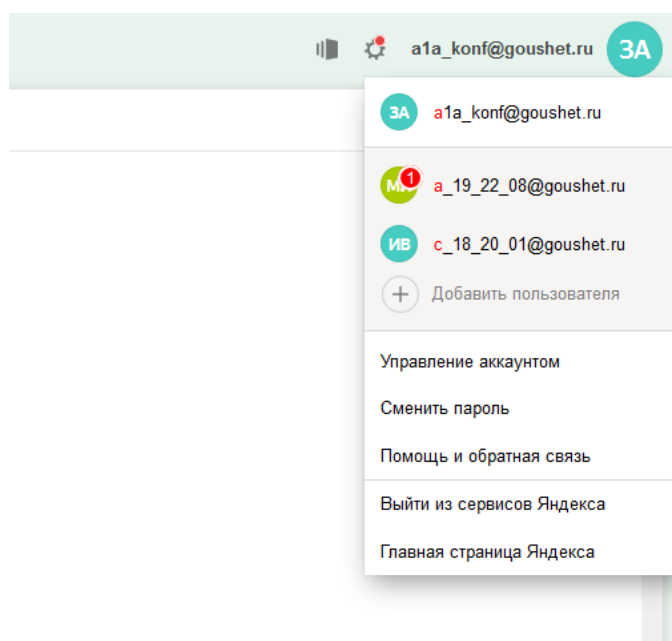 a1a_konf@goushet.ru ЗА
ЗА a1a_konf@goushet.ru
1 a_19_22_08@goushet.ru
ИВ c_18_20_01@goushet.ru
+ Добавить пользователя
Управление аккаунтом
Сменить пароль
Помощь и обратная связь
Выйти из сервисов Яндекса
Главная страница Яндекса